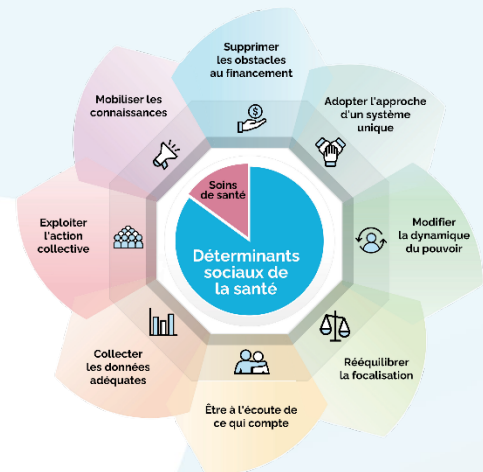 Supprimer
les obstacles
au financement
Adopter l'approche
d'un système
unique
Modifier
la dynamique
du pouvoir
Rééquilibrer
la focalisation
Être à l'écoute de
ce qui compte
Collecter
les données
adéquates
Exploiter
l'action
collective
Mobiliser les
connaissances
Soins
de santé
Déterminants
sociaux de
la santé